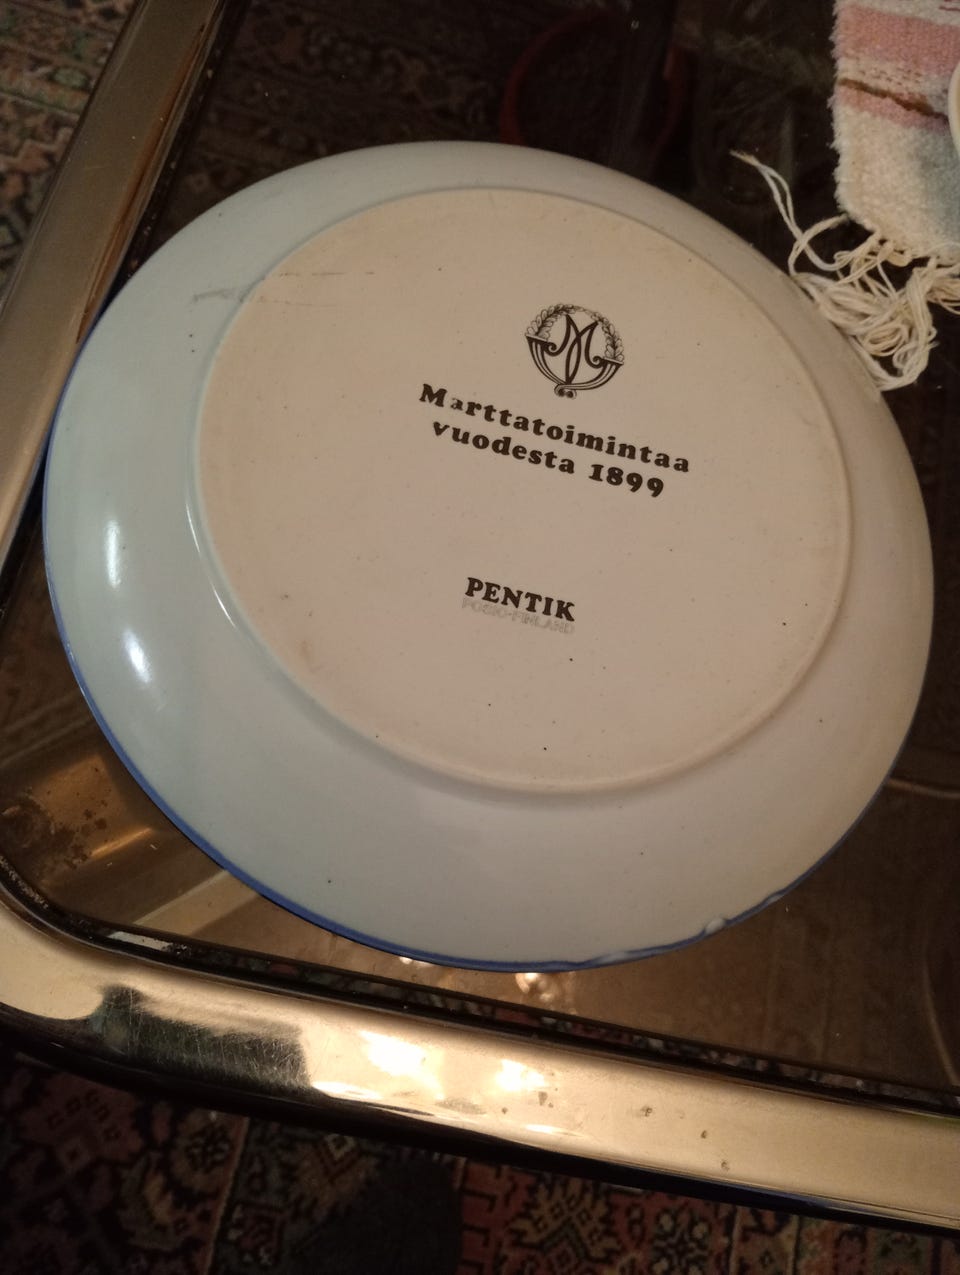 Marttatoimintaa
vuodesta 1899
PENTIK
POSIO-FINLAND